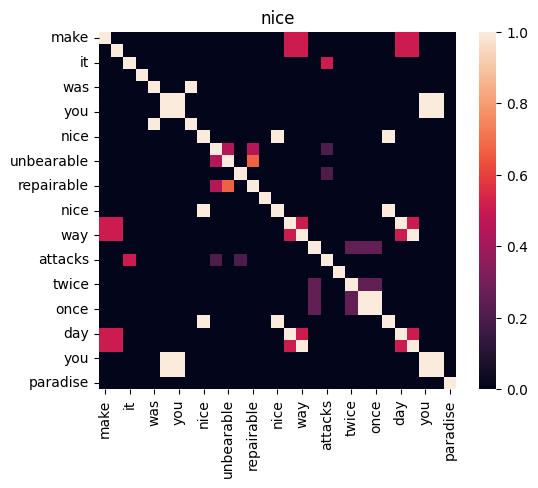 nice
make
it
was
you
nice
unbearable
repairable
nice
way
attacks
twice
once
day
you
paradise
1.0
0.8
0.6
0.4
0.2
0.0
make
it
was
you
nice
unbearable
repairable
nice
way
attacks
twice
once
day
you
paradise